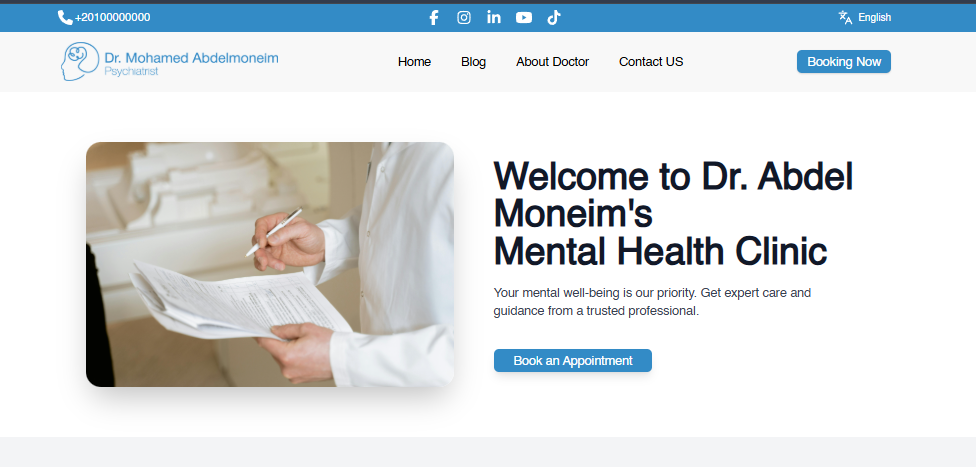 +20100000000
English
Dr. Mohamed Abdelmoneim
Psychiatrist
Home
Blog
About Doctor
Contact US
Booking Now
Welcome to Dr. Abdel
Moneim's
Mental Health Clinic
Your mental well-being is our priority. Get expert care and
guidance from a trusted professional.
Book an Appointment